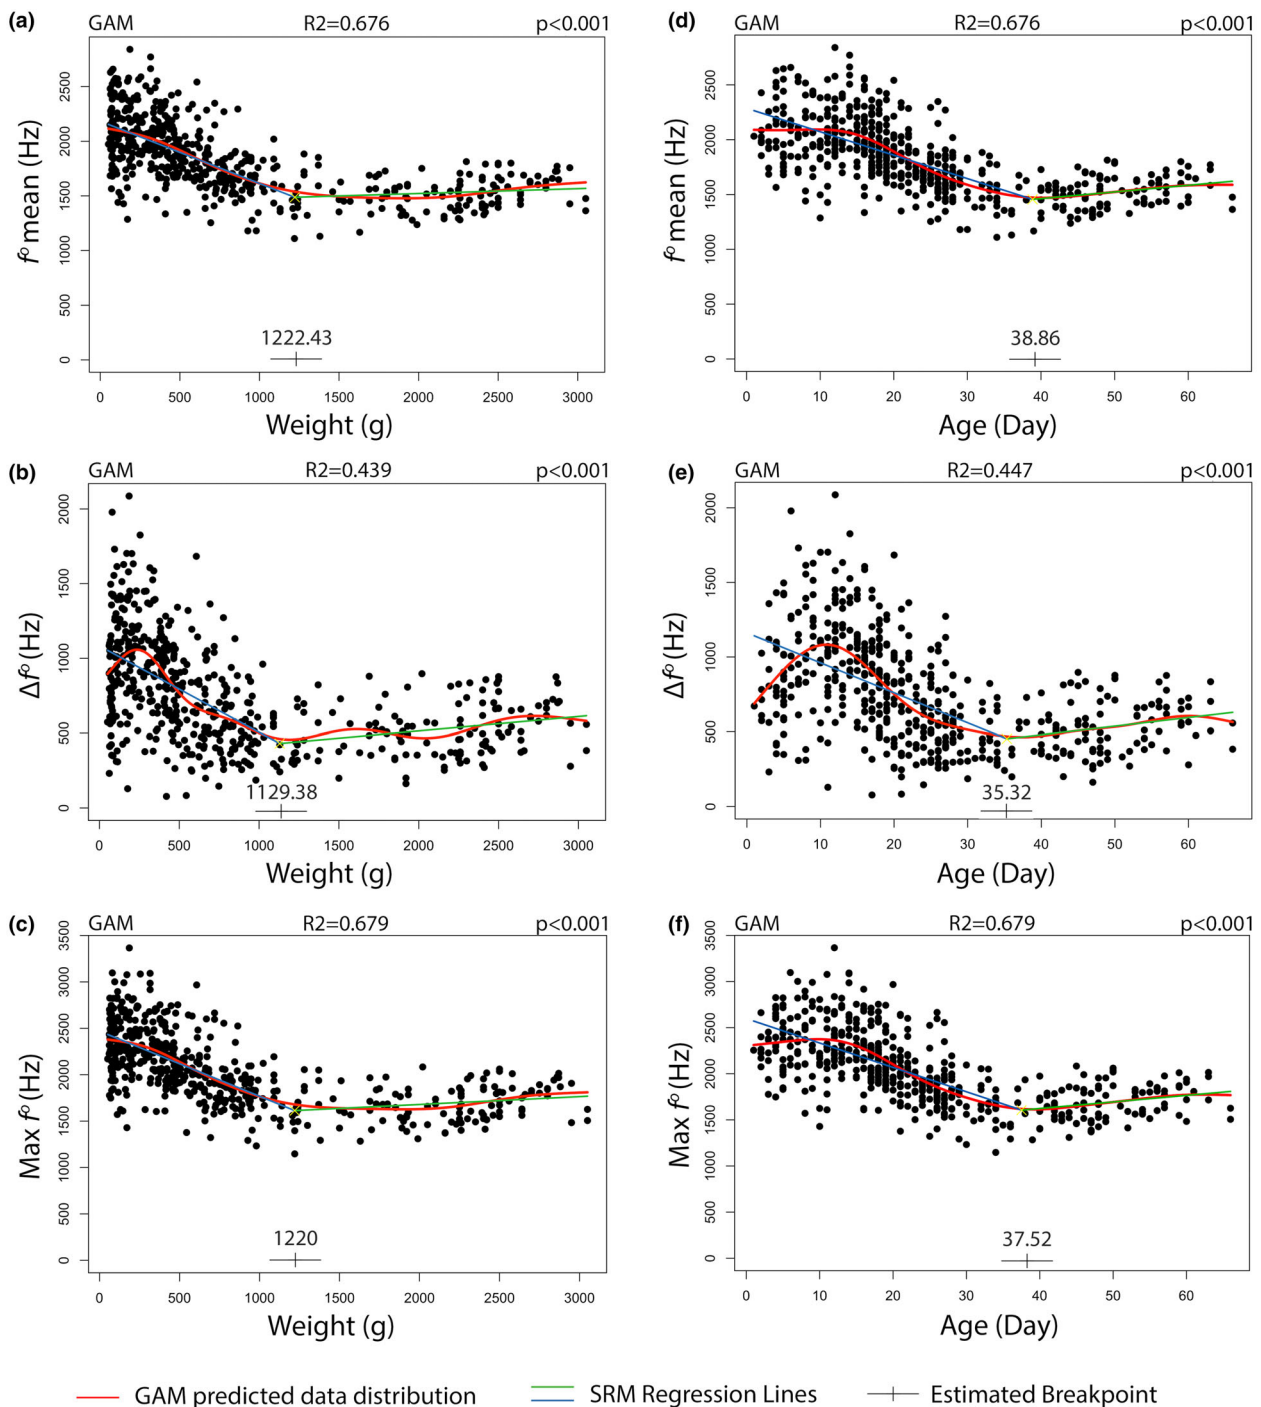 (a) GAM R2=0.676 p<0.001
f⁰ mean (Hz)
0 500 1000 1500 2000 2500
1222.43
0 500 1000 1500 2000 2500 3000
Weight (g)
(d) GAM R2=0.676 p<0.001
f⁰ mean (Hz)
0 500 1000 1500 2000 2500
38.86
0 10 20 30 40 50 60
Age (Day)
(b) GAM R2=0.439 p<0.001
Δf⁰ (Hz)
0 500 1000 1500 2000
1129.38
0 500 1000 1500 2000 2500 3000
Weight (g)
(e) GAM R2=0.447 p<0.001
Δf⁰ (Hz)
0 500 1000 1500 2000
35.32
0 10 20 30 40 50 60
Age (Day)
(c) GAM R2=0.679 p<0.001
Max f⁰ (Hz)
0 500 1000 1500 2000 2500 3000 3500
1220
0 500 1000 1500 2000 2500 3000
Weight (g)
(f) GAM R2=0.679 p<0.001
Max f⁰ (Hz)
0 500 1000 1500 2000 2500 3000 3500
37.52
0 10 20 30 40 50 60
Age (Day)
GAM predicted data distribution
SRM Regression Lines
Estimated Breakpoint